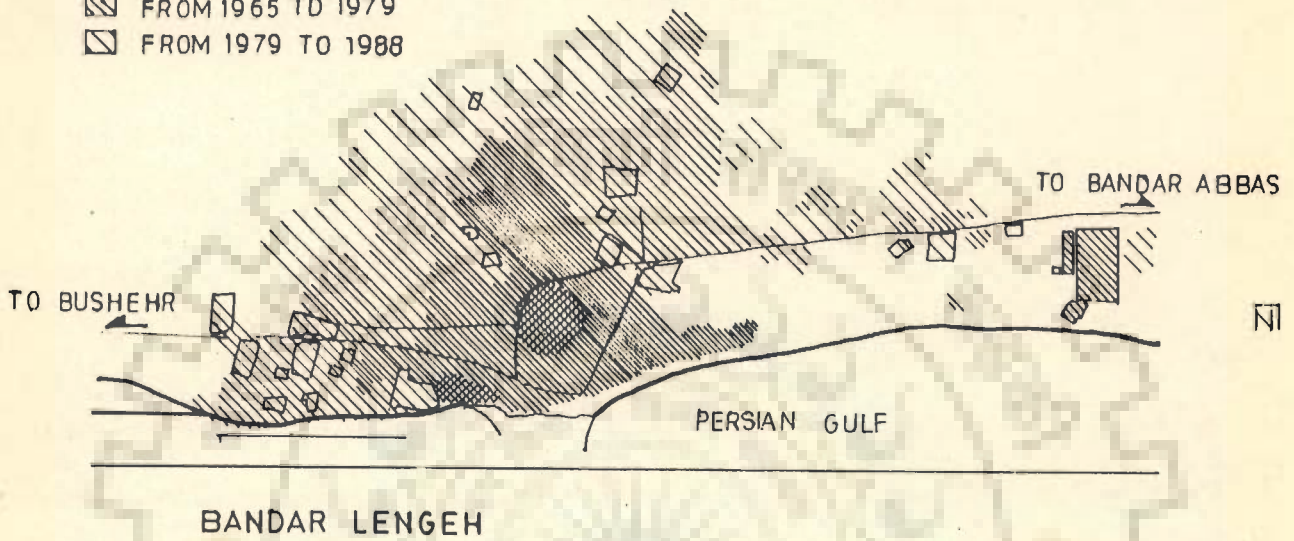 FROM 1965 TO 1979
FROM 1979 TO 1988
TO BANDAR ABBAS
TO BUSHEHR
N
PERSIAN GULF
BANDAR LENGEH